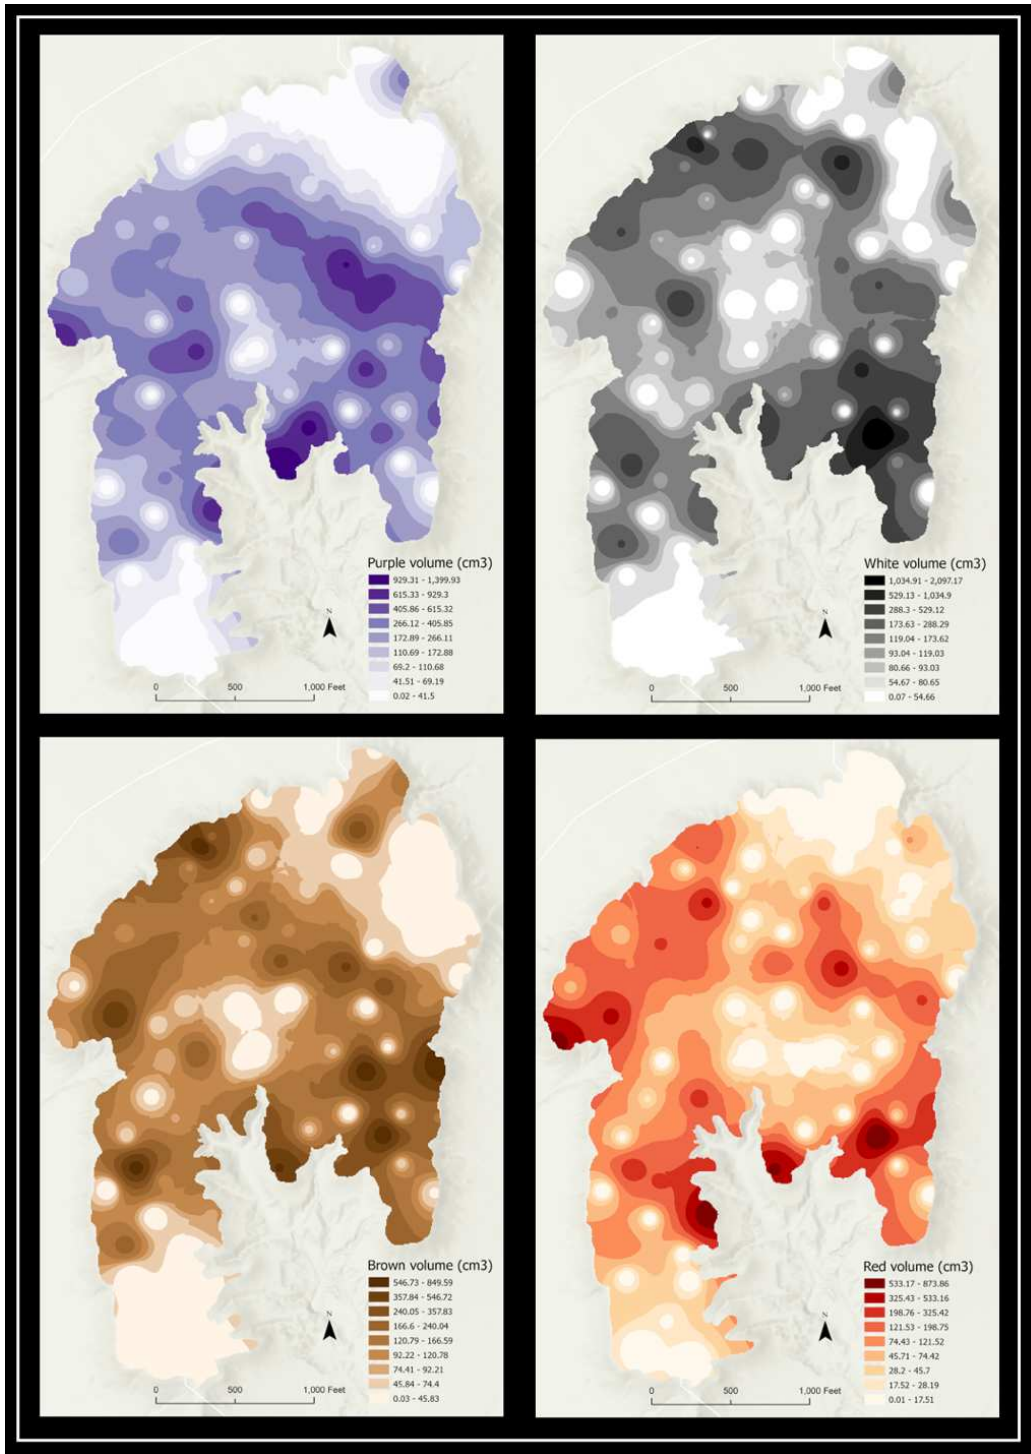 Purple volume (cm3)
929.31 - 1,399.93
615.33 - 929.3
405.86 - 615.32
266.12 - 405.85
172.89 - 266.11
110.69 - 172.88
69.2 - 110.68
41.51 - 69.19
0.02 - 41.5
N
0 500 1,000 Feet
White volume (cm3)
1,034.91 - 2,097.17
529.13 - 1,034.9
288.3 - 529.12
173.63 - 288.29
119.04 - 173.62
93.04 - 119.03
80.66 - 93.03
54.67 - 80.65
0.07 - 54.66
N
0 500 1,000 Feet
Brown volume (cm3)
546.73 - 849.59
357.84 - 546.72
240.05 - 357.83
166.6 - 240.04
120.79 - 166.59
92.22 - 120.78
74.41 - 92.21
45.84 - 74.4
0.03 - 45.83
N
0 500 1,000 Feet
Red volume (cm3)
533.17 - 873.86
325.43 - 533.16
198.76 - 325.42
121.53 - 198.75
74.43 - 121.52
45.71 - 74.42
28.2 - 45.7
17.52 - 28.19
0.01 - 17.51
N
0 500 1,000 Feet